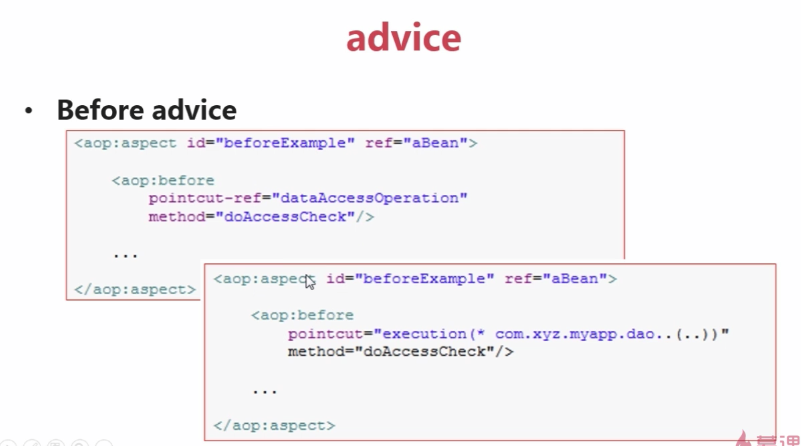 advice
• Before advice
<aop:aspect id="beforeExample" ref="aBean">
<aop:before
pointcut-ref="dataAccessOperation"
method="doAccessCheck"/>
...
</aop:aspect>
<aop:aspect id="beforeExample" ref="aBean">
<aop:before
pointcut="execution(* com.xyz.myapp.dao..(..))"
method="doAccessCheck"/>
...
</aop:aspect>